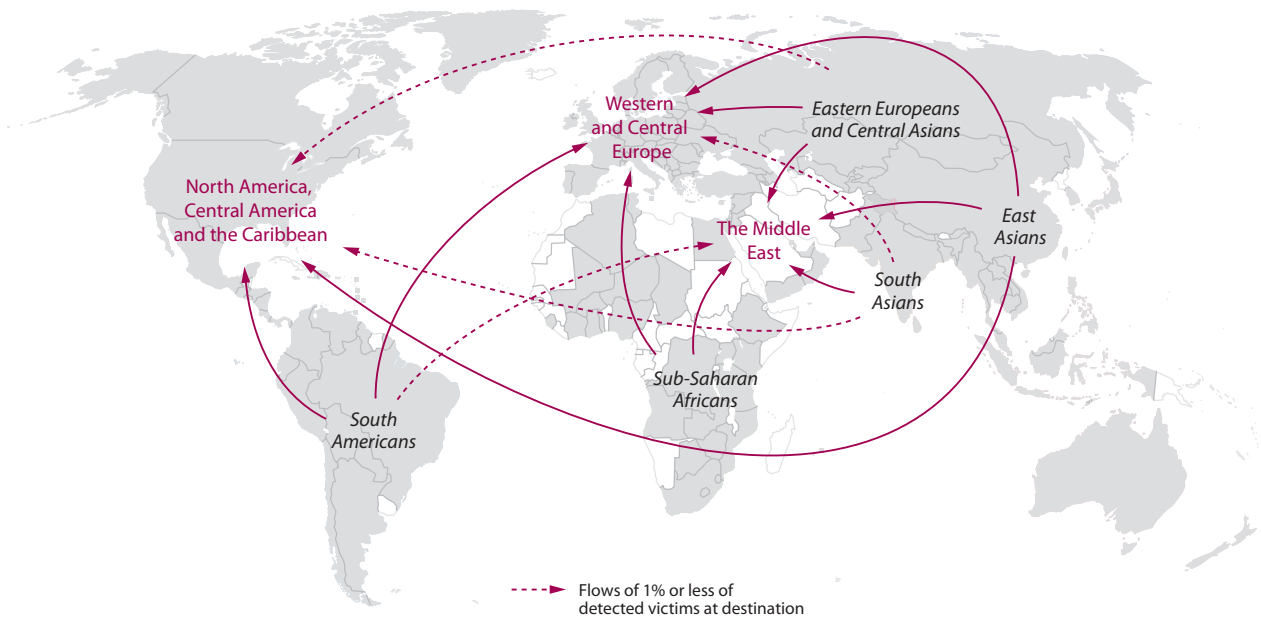 Western
and Central
Europe
Eastern Europeans
and Central Asians
North America,
Central America
and the Caribbean
East
Asians
The Middle
East
South
Asians
Sub-Saharan
Africans
South
Americans
Flows of 1% or less of
detected victims at destination